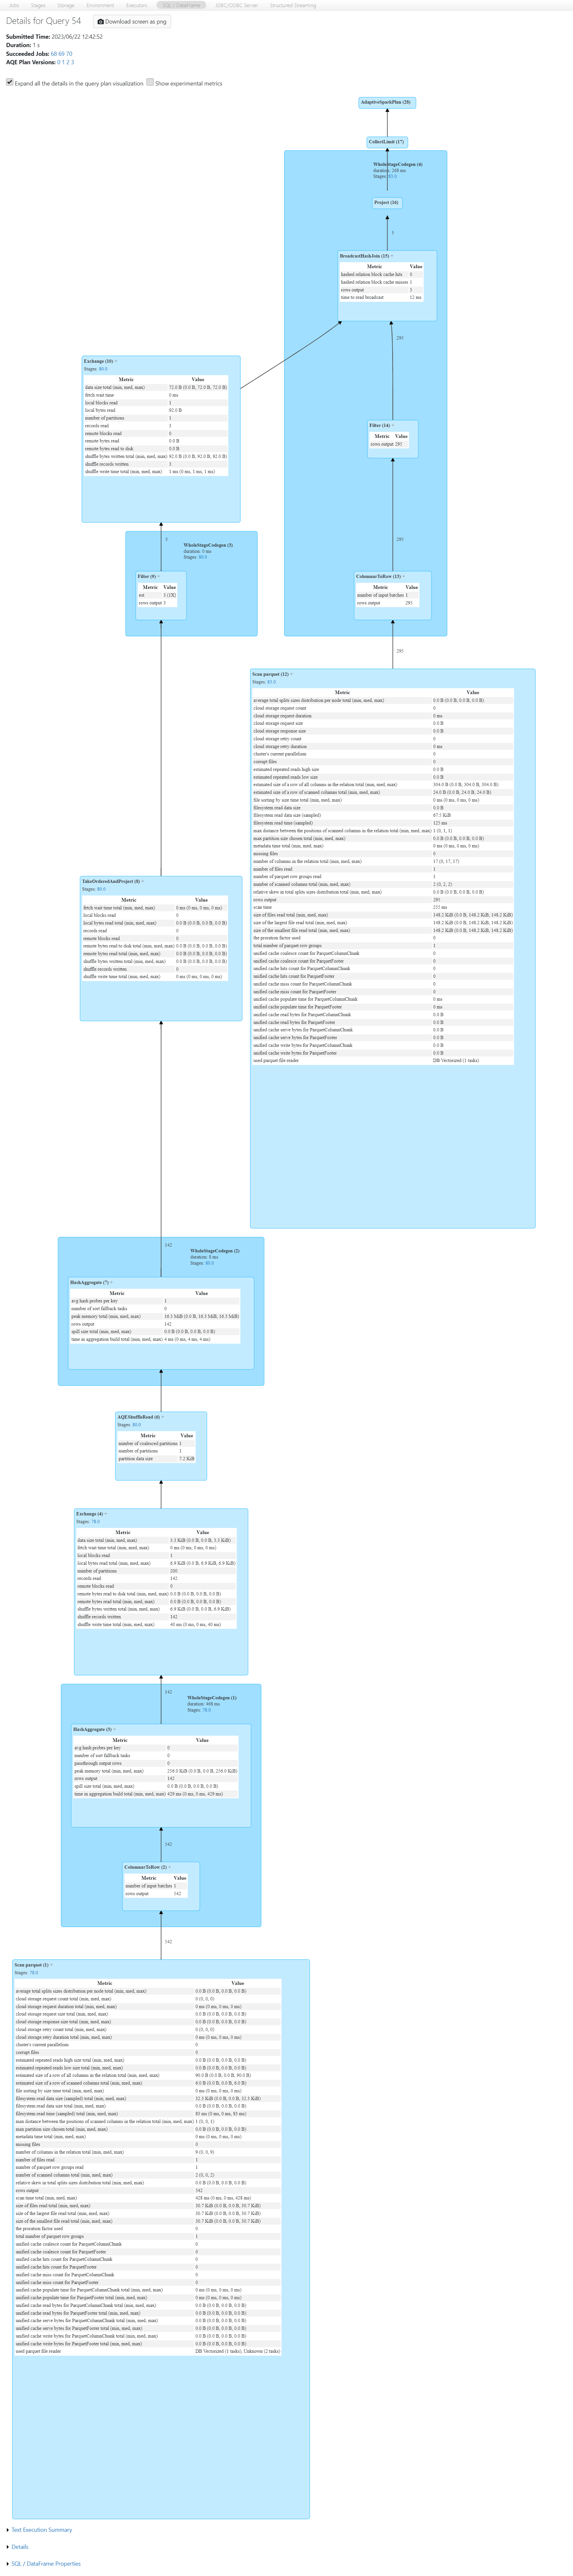 Jobs Stages Storage Environment Executors SQL / DataFrame JDBC/ODBC Server Structured Streaming
Details for Query 54
Download screen as png
Submitted Time: 2023/06/22 12:42:52
Duration: 1 s
Succeeded Jobs: 68 69 70
AQE Plan Versions: 0 1 2 3
Expand all the details in the query plan visualization
Show experimental metrics
AdaptiveSparkPlan (28)
CollectLimit (17)
WholeStageCodegen (4)
duration: 268 ms
Stages: 83.0
Project (16)
3
BroadcastHashJoin (15)
Metric Value
hashed relation block cache hits 0
hashed relation block cache misses 1
rows output 3
time to read broadcast 12 ms
295
Filter (14)
Metric Value
rows output 295
295
ColumnarToRow (13)
Metric Value
number of input batches 1
rows output 295
295
Exchange (10)
Stages: 80.0
Metric Value
data size total (min, med, max) 72.0 B (0.0 B, 72.0 B, 72.0 B)
fetch wait time 0 ms
local blocks read 1
local bytes read 92.0 B
number of partitions 1
records read 3
remote blocks read 0
remote bytes read 0.0 B
remote bytes read to disk 0.0 B
shuffle bytes written total (min, med, max) 92.0 B (0.0 B, 92.0 B, 92.0 B)
shuffle records written 3
shuffle write time total (min, med, max) 1 ms (0 ms, 1 ms, 1 ms)
3
WholeStageCodegen (3)
duration: 0 ms
Stages: 80.0
Filter (9)
Metric Value
est 3 (1X)
rows output 3
Scan parquet (12)
Stages: 83.0
Metric Value
average total splits sizes distribution per node total (min, med, max) 0.0 B (0.0 B, 0.0 B, 0.0 B)
cloud storage request count 0
cloud storage request duration 0 ms
cloud storage request size 0.0 B
cloud storage response size 0.0 B
cloud storage retry count 0
cloud storage retry duration 0 ms
cluster's current parallelism 0
corrupt files 0
estimated repeated reads high size 0.0 B
estimated repeated reads low size 0.0 B
estimated size of a row of all columns in the relation total (min, med, max) 304.0 B (0.0 B, 304.0 B, 304.0 B)
estimated size of a row of scanned columns total (min, med, max) 24.0 B (0.0 B, 24.0 B, 24.0 B)
file sorting by size time total (min, med, max) 0 ms (0 ms, 0 ms, 0 ms)
filesystem read data size 0.0 B
filesystem read data size (sampled) 67.5 KiB
filesystem read time (sampled) 125 ms
max distance between the positions of scanned columns in the relation total (min, med, max) 1 (0, 1, 1)
max partition size chosen total (min, med, max) 0.0 B (0.0 B, 0.0 B, 0.0 B)
metadata time total (min, med, max) 0 ms (0 ms, 0 ms, 0 ms)
missing files 0
number of columns in the relation total (min, med, max) 17 (0, 17, 17)
number of files read 1
number of parquet row groups read 1
number of scanned columns total (min, med, max) 2 (0, 2, 2)
relative skew in total splits sizes distribution total (min, med, max) 0.0 B (0.0 B, 0.0 B, 0.0 B)
rows output 295
scan time 255 ms
size of files read total (min, med, max) 148.2 KiB (0.0 B, 148.2 KiB, 148.2 KiB)
size of the largest file read total (min, med, max) 148.2 KiB (0.0 B, 148.2 KiB, 148.2 KiB)
size of the smallest file read total (min, med, max) 148.2 KiB (0.0 B, 148.2 KiB, 148.2 KiB)
the proration factor used 0
total number of parquet row groups 1
unified cache coalesce count for ParquetColumnChunk 0
unified cache coalesce count for ParquetFooter 0
unified cache hits count for ParquetColumnChunk 0
unified cache hits count for ParquetFooter 0
unified cache miss count for ParquetColumnChunk 0
unified cache miss count for ParquetFooter 0
unified cache populate time for ParquetColumnChunk 0 ms
unified cache populate time for ParquetFooter 0 ms
unified cache read bytes for ParquetColumnChunk 0.0 B
unified cache read bytes for ParquetFooter 0.0 B
unified cache serve bytes for ParquetColumnChunk 0.0 B
unified cache serve bytes for ParquetFooter 0.0 B
unified cache write bytes for ParquetColumnChunk 0.0 B
unified cache write bytes for ParquetFooter 0.0 B
used parquet file reader DB Vectorized (1 tasks)
TakeOrderedAndProject (8)
Stages: 80.0
Metric Value
fetch wait time total (min, med, max) 0 ms (0 ms, 0 ms, 0 ms)
local blocks read 0
local bytes read total (min, med, max) 0.0 B (0.0 B, 0.0 B, 0.0 B)
records read 0
remote blocks read 0
remote bytes read to disk total (min, med, max) 0.0 B (0.0 B, 0.0 B, 0.0 B)
remote bytes read total (min, med, max) 0.0 B (0.0 B, 0.0 B, 0.0 B)
shuffle bytes written total (min, med, max) 0.0 B (0.0 B, 0.0 B, 0.0 B)
shuffle records written 0
shuffle write time total (min, med, max) 0 ms (0 ms, 0 ms, 0 ms)
342
WholeStageCodegen (2)
duration: 8 ms
Stages: 80.0
HashAggregate (7)
Metric Value
avg hash probes per key 1
number of sort fallback tasks 0
peak memory total (min, med, max) 16.3 MiB (0.0 B, 16.3 MiB, 16.3 MiB)
rows output 342
spill size total (min, med, max) 0.0 B (0.0 B, 0.0 B, 0.0 B)
time in aggregation build total (min, med, max) 4 ms (0 ms, 4 ms, 4 ms)
AQEShuffleRead (6)
Stages: 80.0
Metric Value
number of coalesced partitions 1
number of partitions 1
partition data size 7.2 KiB
Exchange (4)
Stages: 78.0
Metric Value
data size total (min, med, max) 5.3 KiB (0.0 B, 0.0 B, 5.3 KiB)
fetch wait time total (min, med, max) 0 ms (0 ms, 0 ms, 0 ms)
local blocks read 1
local bytes read total (min, med, max) 6.9 KiB (0.0 B, 6.9 KiB, 6.9 KiB)
number of partitions 200
records read 342
remote blocks read 0
remote bytes read to disk total (min, med, max) 0.0 B (0.0 B, 0.0 B, 0.0 B)
remote bytes read total (min, med, max) 0.0 B (0.0 B, 0.0 B, 0.0 B)
shuffle bytes written total (min, med, max) 6.9 KiB (0.0 B, 0.0 B, 6.9 KiB)
shuffle records written 342
shuffle write time total (min, med, max) 40 ms (0 ms, 0 ms, 40 ms)
342
WholeStageCodegen (1)
duration: 488 ms
Stages: 78.0
HashAggregate (3)
Metric Value
avg hash probes per key 0
number of sort fallback tasks 0
passthrough output rows 0
peak memory total (min, med, max) 256.0 KiB (0.0 B, 0.0 B, 256.0 KiB)
rows output 342
spill size total (min, med, max) 0.0 B (0.0 B, 0.0 B, 0.0 B)
time in aggregation build total (min, med, max) 429 ms (0 ms, 0 ms, 429 ms)
342
ColumnarToRow (2)
Metric Value
number of input batches 1
rows output 342
342
Scan parquet (1)
Stages: 78.0
Metric Value
average total splits sizes distribution per node total (min, med, max) 0.0 B (0.0 B, 0.0 B, 0.0 B)
cloud storage request count total (min, med, max) 0 (0, 0, 0)
cloud storage request duration total (min, med, max) 0 ms (0 ms, 0 ms, 0 ms)
cloud storage request size total (min, med, max) 0.0 B (0.0 B, 0.0 B, 0.0 B)
cloud storage response size total (min, med, max) 0.0 B (0.0 B, 0.0 B, 0.0 B)
cloud storage retry count total (min, med, max) 0 (0, 0, 0)
cloud storage retry duration total (min, med, max) 0 ms (0 ms, 0 ms, 0 ms)
cluster's current parallelism 0
corrupt files 0
estimated repeated reads high size total (min, med, max) 0.0 B (0.0 B, 0.0 B, 0.0 B)
estimated repeated reads low size total (min, med, max) 0.0 B (0.0 B, 0.0 B, 0.0 B)
estimated size of a row of all columns in the relation total (min, med, max) 90.0 B (0.0 B, 0.0 B, 90.0 B)
estimated size of a row of scanned columns total (min, med, max) 8.0 B (0.0 B, 0.0 B, 8.0 B)
file sorting by size time total (min, med, max) 0 ms (0 ms, 0 ms, 0 ms)
filesystem read data size (sampled) total (min, med, max) 32.3 KiB (0.0 B, 0.0 B, 32.3 KiB)
filesystem read data size total (min, med, max) 0.0 B (0.0 B, 0.0 B, 0.0 B)
filesystem read time (sampled) total (min, med, max) 83 ms (0 ms, 0 ms, 83 ms)
max distance between the positions of scanned columns in the relation total (min, med, max) 1 (0, 0, 1)
max partition size chosen total (min, med, max) 0.0 B (0.0 B, 0.0 B, 0.0 B)
metadata time total (min, med, max) 0 ms (0 ms, 0 ms, 0 ms)
missing files 0
number of columns in the relation total (min, med, max) 9 (0, 0, 9)
number of files read 1
number of parquet row groups read 1
number of scanned columns total (min, med, max) 2 (0, 0, 2)
relative skew in total splits sizes distribution total (min, med, max) 0.0 B (0.0 B, 0.0 B, 0.0 B)
rows output 342
scan time total (min, med, max) 428 ms (0 ms, 0 ms, 428 ms)
size of files read total (min, med, max) 30.7 KiB (0.0 B, 0.0 B, 30.7 KiB)
size of the largest file read total (min, med, max) 30.7 KiB (0.0 B, 0.0 B, 30.7 KiB)
size of the smallest file read total (min, med, max) 30.7 KiB (0.0 B, 0.0 B, 30.7 KiB)
the proration factor used 0
total number of parquet row groups 1
unified cache coalesce count for ParquetColumnChunk 0
unified cache coalesce count for ParquetFooter 0
unified cache hits count for ParquetColumnChunk 0
unified cache hits count for ParquetFooter 0
unified cache miss count for ParquetColumnChunk 0
unified cache miss count for ParquetFooter 0
unified cache populate time for ParquetColumnChunk total (min, med, max) 0 ms (0 ms, 0 ms, 0 ms)
unified cache populate time for ParquetFooter total (min, med, max) 0 ms (0 ms, 0 ms, 0 ms)
unified cache read bytes for ParquetColumnChunk total (min, med, max) 0.0 B (0.0 B, 0.0 B, 0.0 B)
unified cache read bytes for ParquetFooter total (min, med, max) 0.0 B (0.0 B, 0.0 B, 0.0 B)
unified cache serve bytes for ParquetColumnChunk total (min, med, max) 0.0 B (0.0 B, 0.0 B, 0.0 B)
unified cache serve bytes for ParquetFooter total (min, med, max) 0.0 B (0.0 B, 0.0 B, 0.0 B)
unified cache write bytes for ParquetColumnChunk total (min, med, max) 0.0 B (0.0 B, 0.0 B, 0.0 B)
unified cache write bytes for ParquetFooter total (min, med, max) 0.0 B (0.0 B, 0.0 B, 0.0 B)
used parquet file reader DB Vectorized (1 tasks), Unknown (2 tasks)
Text Execution Summary
Details
SQL / DataFrame Properties